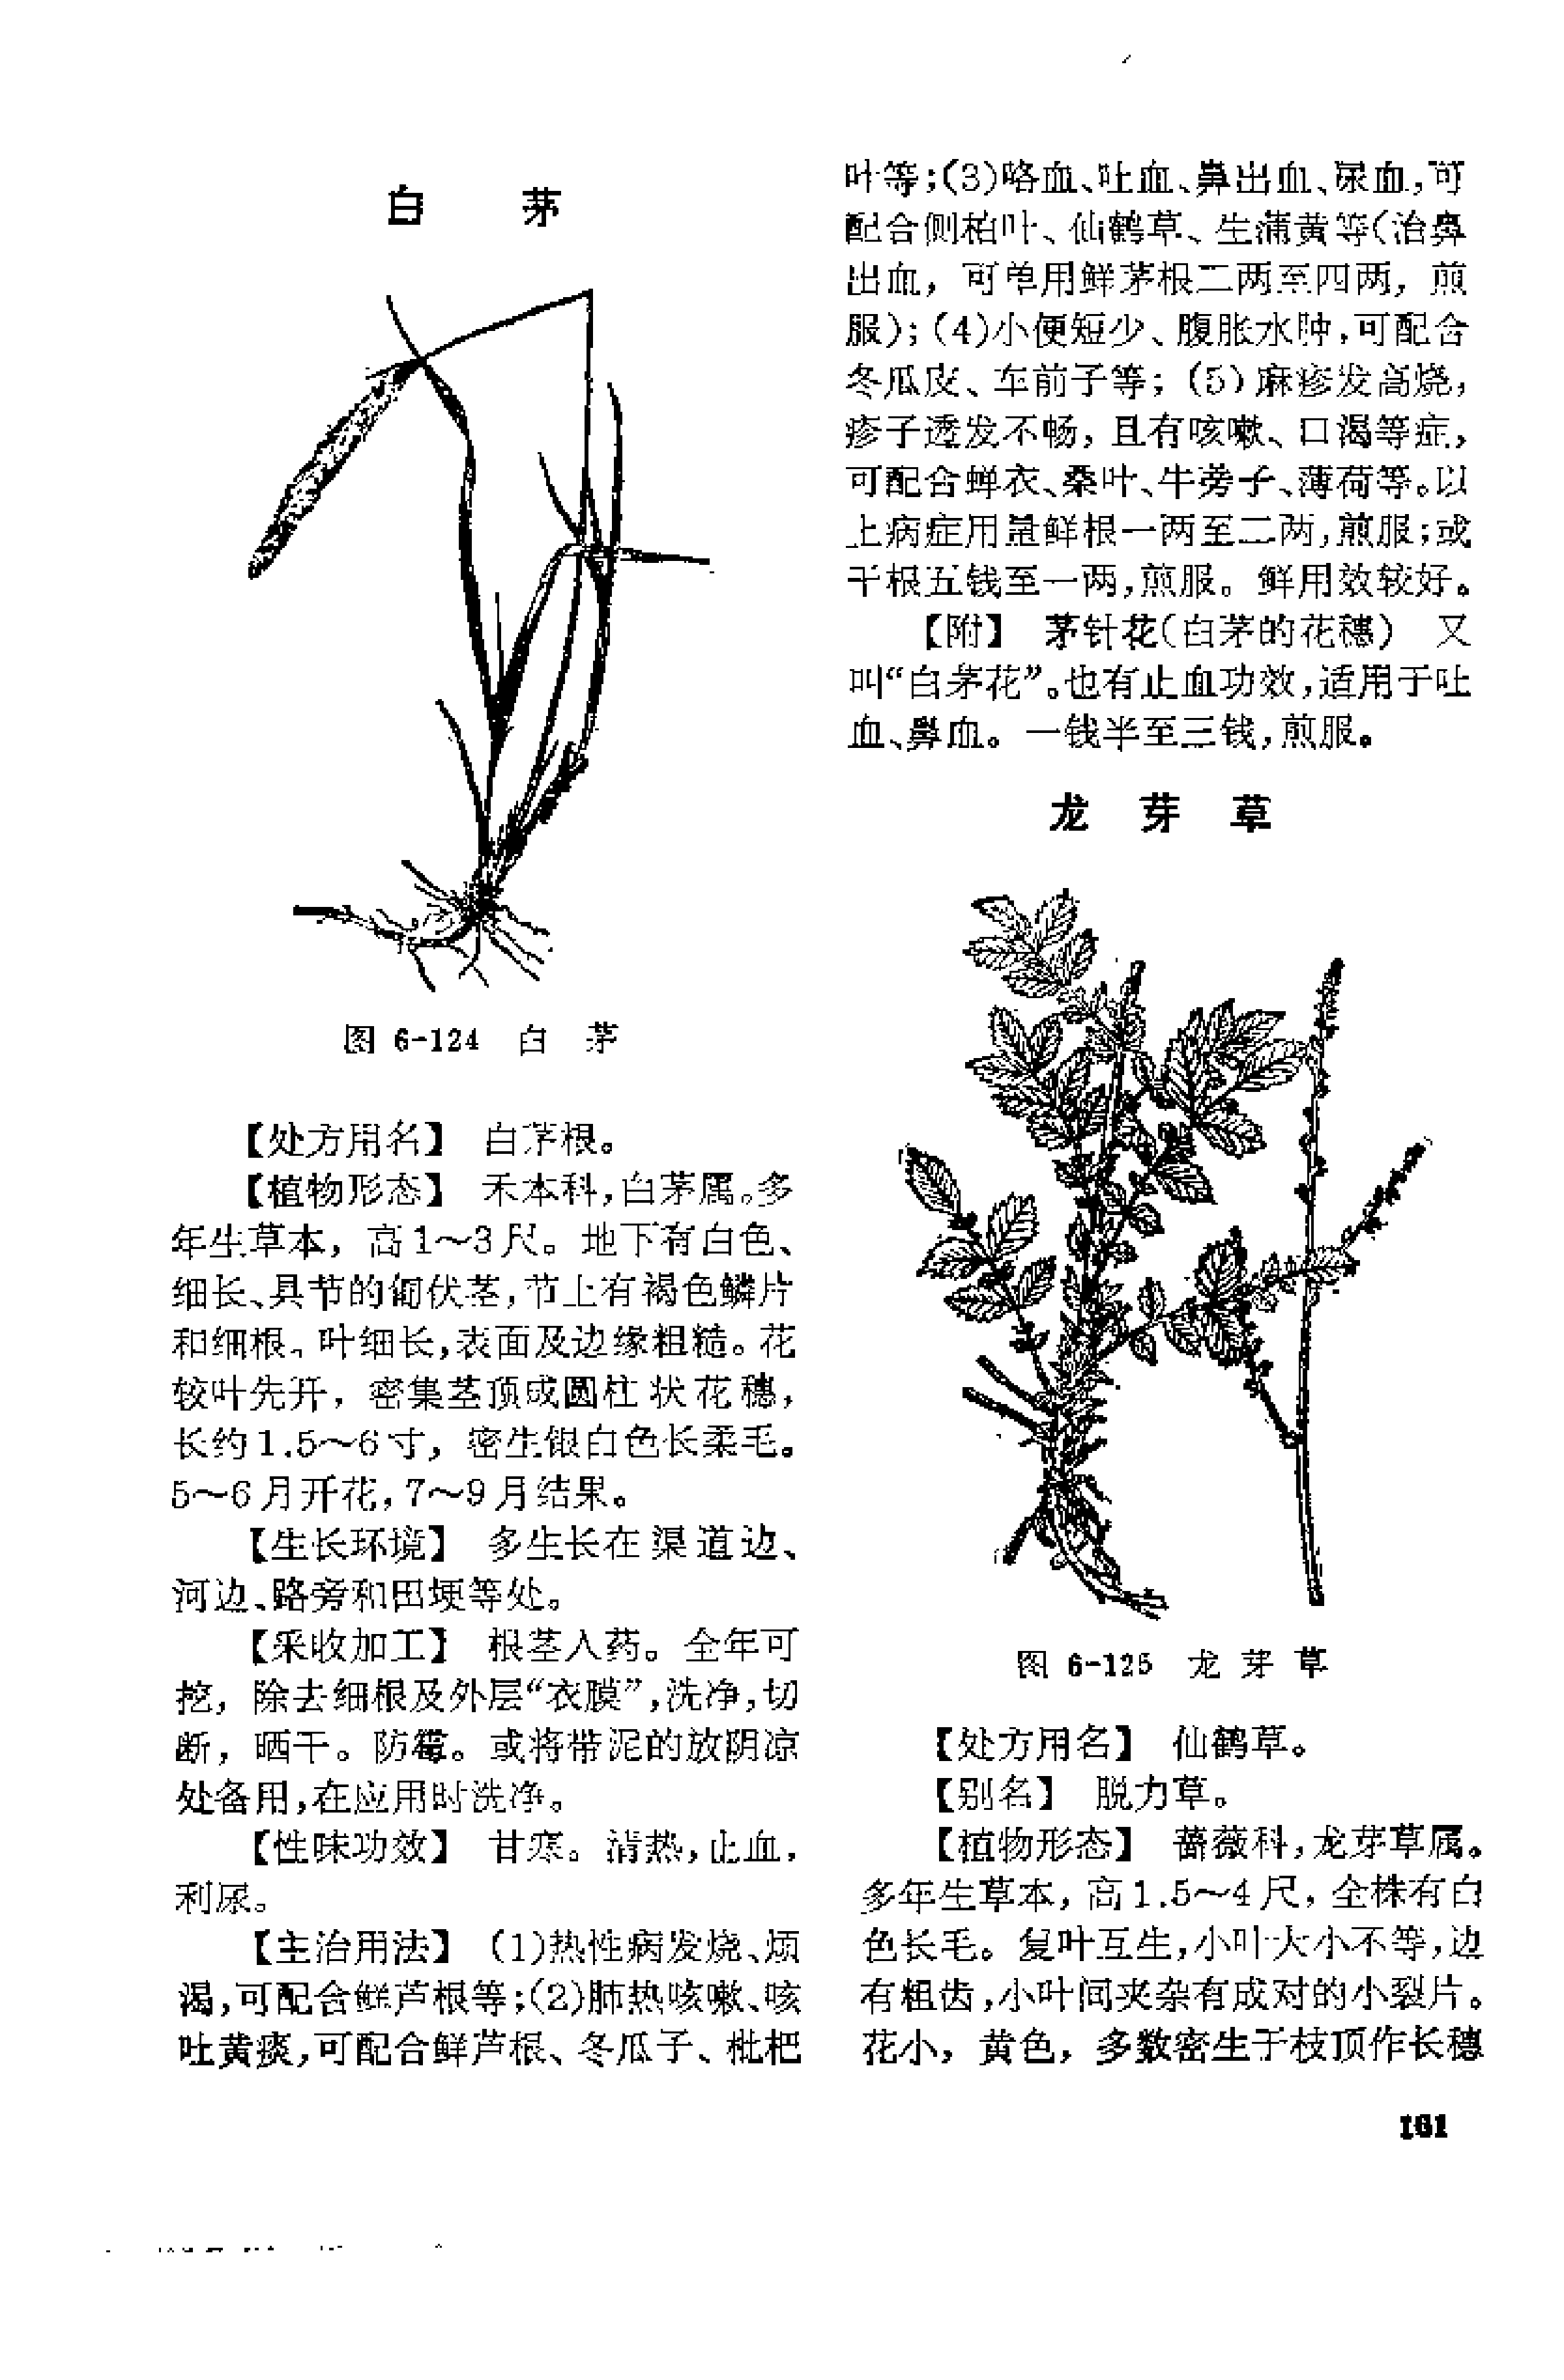 白 茅
图 6-124 白 茅
【处方用名】 白茅根。
【植物形态】 禾本科,白茅属。多
年生草本，高1～3尺。地下有白色、
细长、具节的匍伏茎,节上有褐色鳞片
和细根。叶细长,表面及边缘粗糙。花
较叶先开，密集茎顶成圆柱状花穗，
长约1.5～6寸，密生银白色长柔毛。
5～6月开花,7～9月结果。
【生长环境】 多生长在渠道边、
河边、路旁和田埂等处。
【采收加工】 根茎入药。全年可
挖，除去细根及外层“衣膜”,洗净,切
断，晒干。防霉。或将带泥的放阴凉
处备用,在应用时洗净。
【性味功效】 甘寒。清热,止血,
利尿。
【主治用法】 (1)热性病发烧、烦
渴,可配合鲜芦根等;(2)肺热咳嗽、咳
吐黄痰,可配合鲜芦根、冬瓜子、枇杷
叶等;(3)咯血、吐血、鼻出血、尿血,可
配合侧柏叶、仙鹤草、生蒲黄等(治鼻
出血，可单用鲜茅根二两至四两，煎
服)；(4)小便短少、腹胀水肿,可配合
冬瓜皮、车前子等；(5)麻疹发高烧，
疹子透发不畅，且有咳嗽、口渴等症，
可配合蝉衣、桑叶、牛蒡子、薄荷等。以
上病症用量鲜根一两至二两,煎服;或
干根五钱至一两,煎服。鲜用效较好。
【附】 茅针花(白茅的花穗) 又
叫“白茅花”。也有止血功效,适用于吐
血、鼻血。一钱半至三钱,煎服。
龙 芽 草
图 6-125 龙 芽 草
【处方用名】 仙鹤草。
【别名】 脱力草。
【植物形态】 蔷薇科,龙芽草属。
多年生草本，高1.5～4尺，全株有白
色长毛。复叶互生,小叶大小不等,边
有粗齿,小叶间夹杂有成对的小裂片。
花小，黄色，多数密生于枝顶作长穗
161